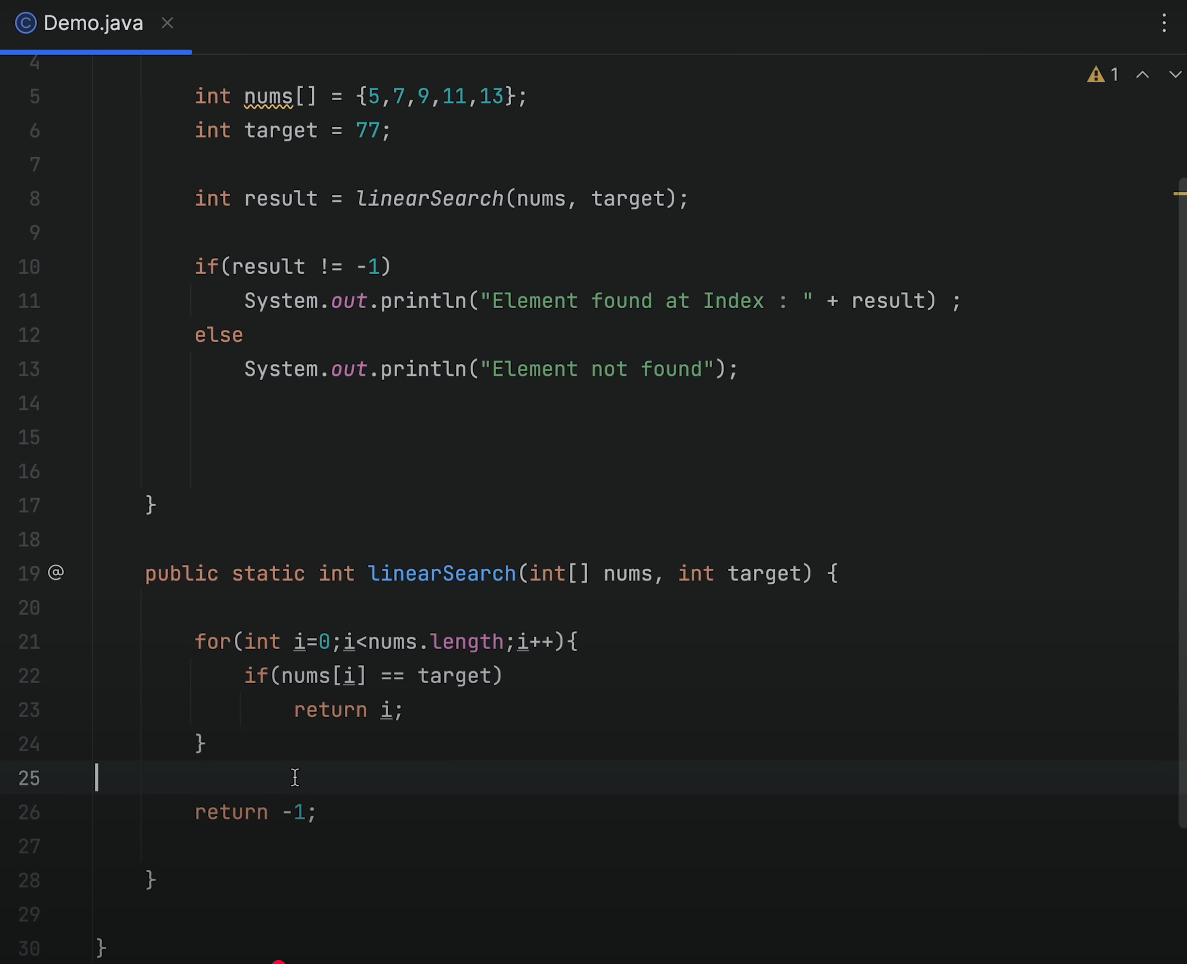 Demo.java
4
1
5 int nums[] = {5,7,9,11,13};
6 int target = 77;
7
8 int result = linearSearch(nums, target);
9
10 if(result != -1)
11 System.out.println("Element found at Index : " + result) ;
12 else
13 System.out.println("Element not found");
14
15
16
17 }
18
19 @ public static int linearSearch(int[] nums, int target) {
20
21 for(int i=0;i<nums.length;i++){
22 if(nums[i] == target)
23 return i;
24 }
25
26 return -1;
27
28 }
29
30 }